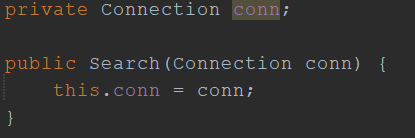 private Connection conn;
public Search(Connection conn) {
this.conn = conn;
}